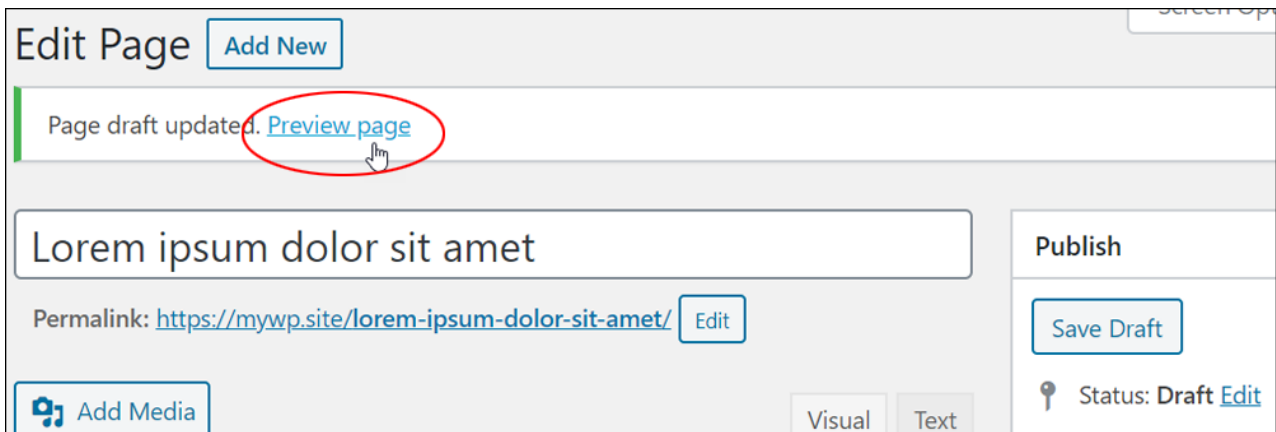 Edit Page Add New
Page draft updated. Preview page
Lorem ipsum dolor sit amet
Publish
Permalink: https://mywp.site/lorem-ipsum-dolor-sit-amet/ Edit
Save Draft
Status: Draft Edit
Add Media
Visual Text